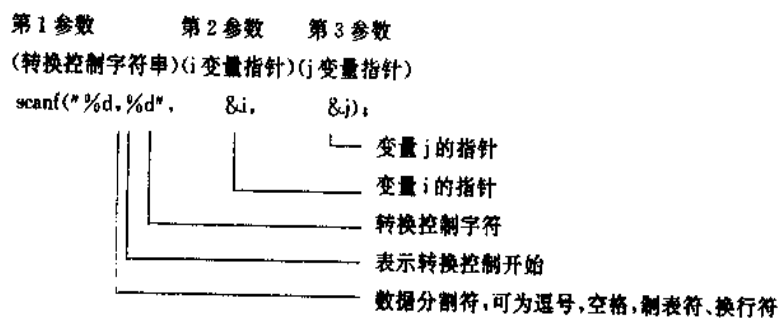 第1参数 第2参数 第3参数
(转换控制字符串)(i变量指针)(j变量指针)
scanf("%d,%d", &i, &j);
变量j的指针
变量i的指针
转换控制字符
表示转换控制开始
数据分割符,可为逗号,空格,制表符、换行符